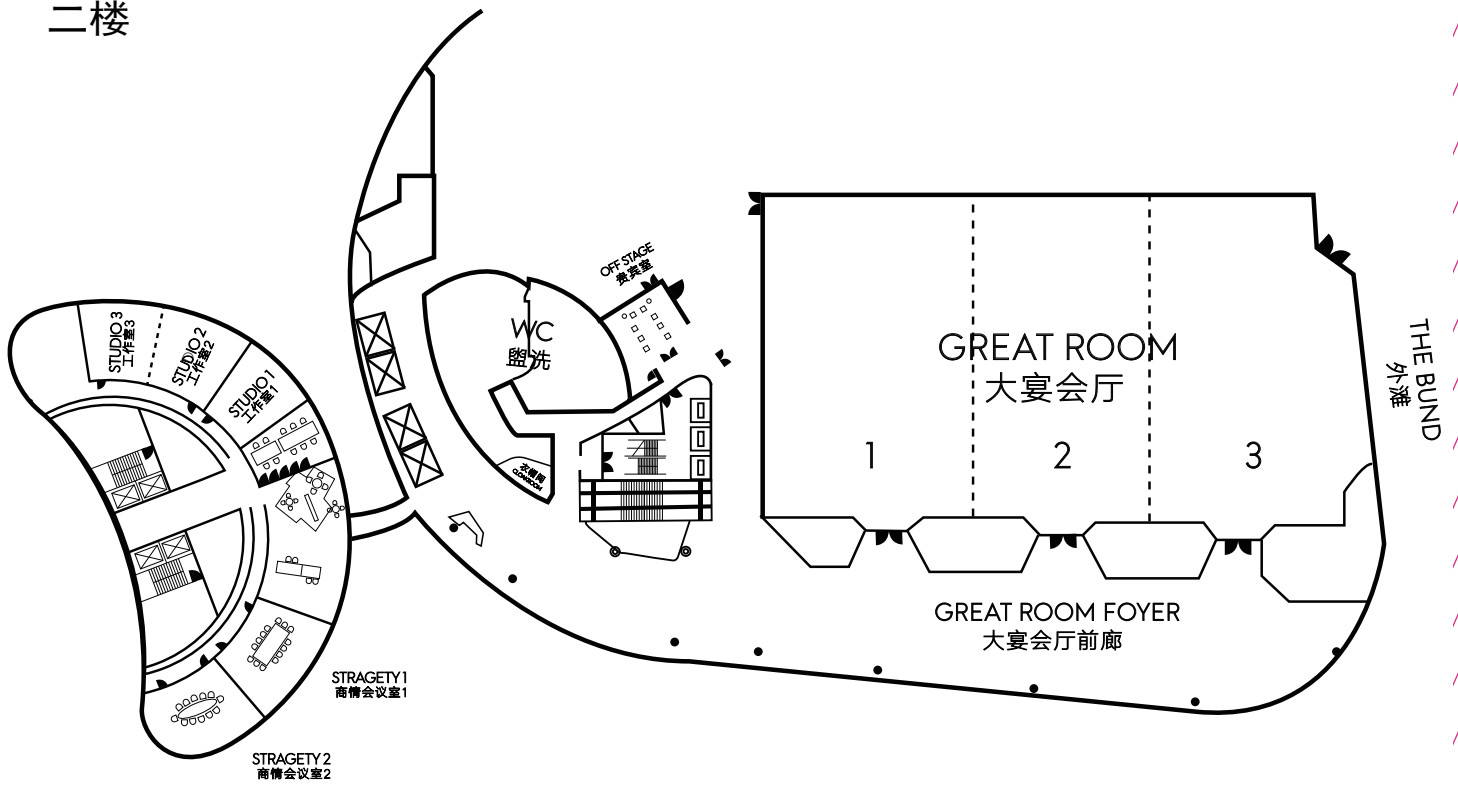 二楼
OFF STAGE
贵宾室
STUDIO 3
工作室3
STUDIO 2
工作室2
STUDIO 1
工作室1
WC
盥洗
GREAT ROOM
大宴会厅
1
2
3
THE BUND
外滩
衣帽间
CLOAKROOM
GREAT ROOM FOYER
大宴会厅前廊
STRAGETY 1
商情会议室1
STRAGETY 2
商情会议室2